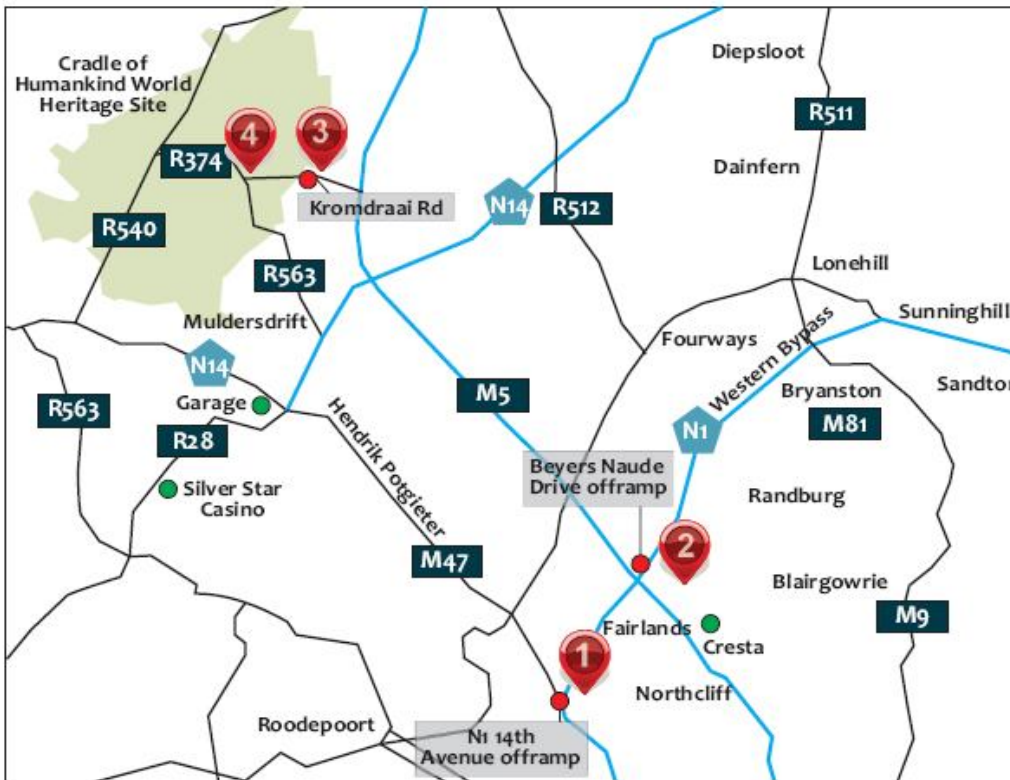 Cradle of
Humankind World
Heritage Site
Diepsloot
R511
4
3
R374
Dainfern
Kromdraai Rd
N14
R512
R540
R563
Lonehill
Muldersdrift
Sunninghill
Fourways
Western Bypass
N14
Sandton
Bryanston
M5
R563
Garage
M81
R28
Hendrik Potgieter
N1
Beyers Naude
Drive offramp
Silver Star
Casino
Randburg
2
M47
Blairgowrie
M9
Fairlands
Cresta
1
Northcliff
Roodepoort
N1 14th
Avenue offramp